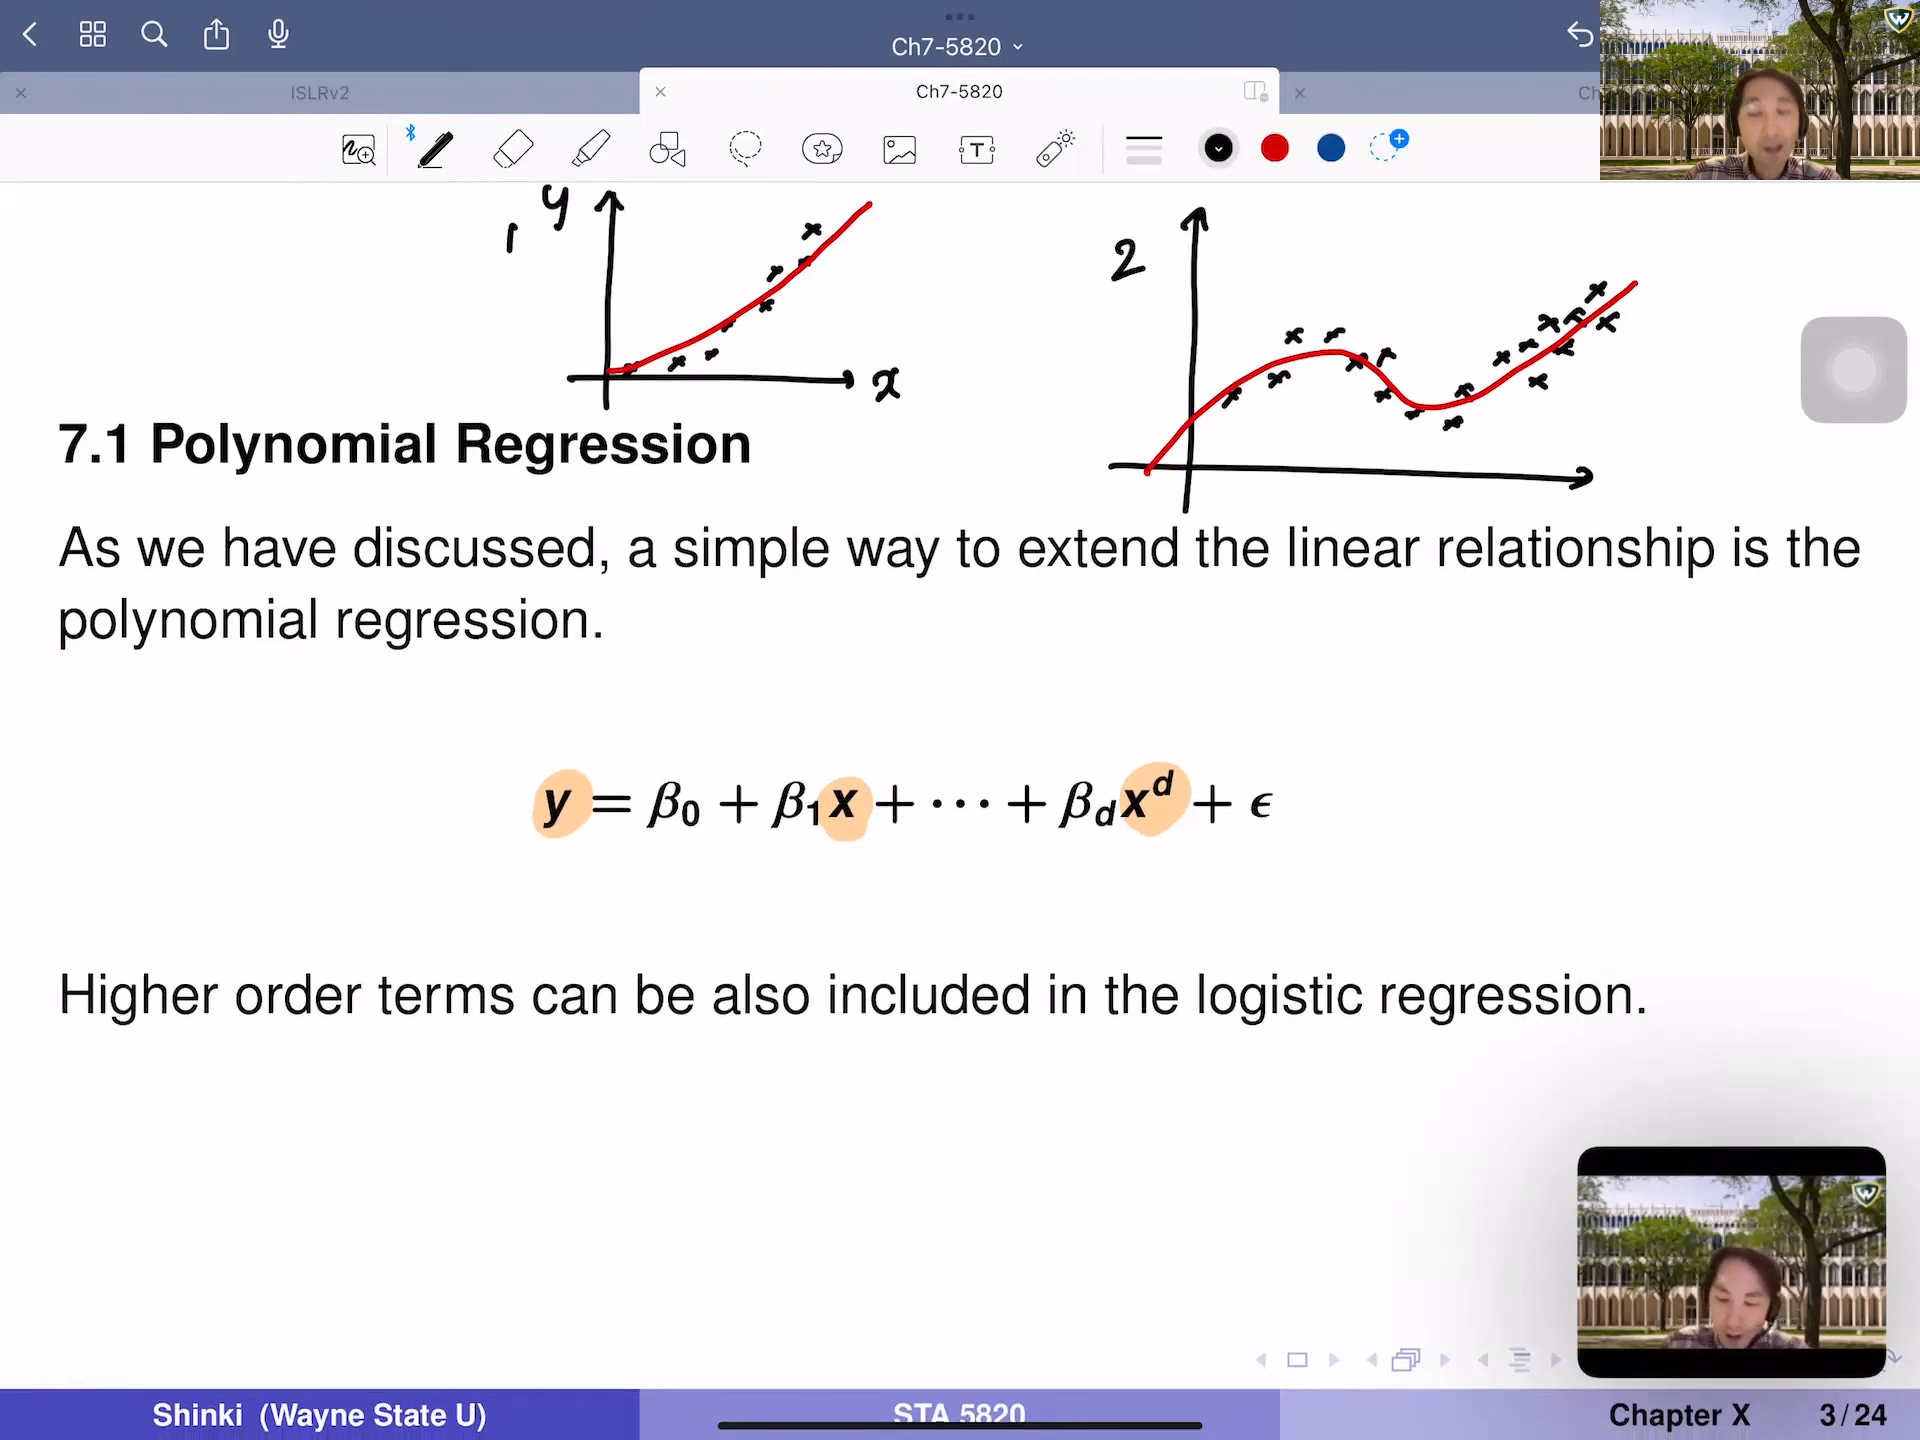 Ch7-5820
ISLRv2
Ch7-5820
Ch
T
W
1 y
x
2
7.1 Polynomial Regression
As we have discussed, a simple way to extend the linear relationship is the
polynomial regression.
y = β₀ + β₁x + ⋯ + β_d x^d + ϵ
Higher order terms can be also included in the logistic regression.
W
Shinki (Wayne State U)
STA 5820
Chapter X
3 / 24